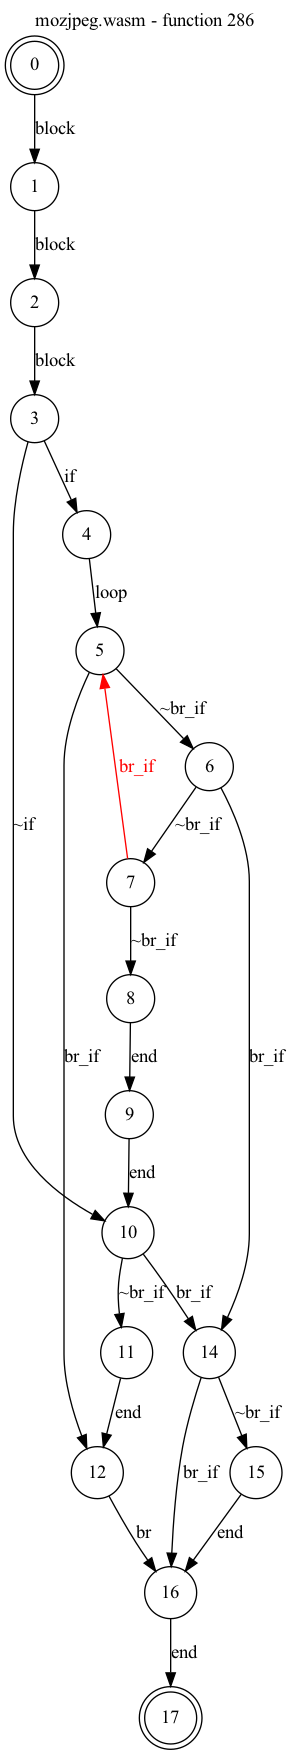 mozjpeg.wasm - function 286
0
block
1
block
2
block
3
if
4
loop
5
~br_if
6
br_if
~br_if
~if
7
~br_if
8
br_if
end
br_if
9
end
10
~br_if
br_if
11
14
end
~br_if
12
br_if
15
br
end
16
end
17